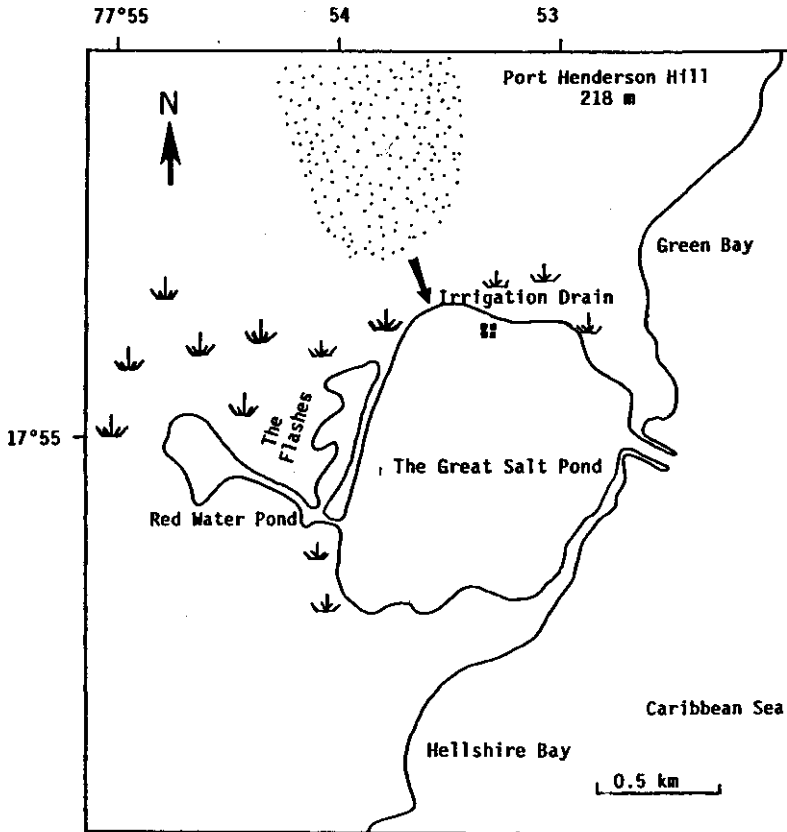 77°55
54
53
Port Henderson Hill
218 m
N
Green Bay
Irrigation Drain
The
Flashes
17°55
The Great Salt Pond
Red Water Pond
Caribbean Sea
Hellshire Bay
0.5 km